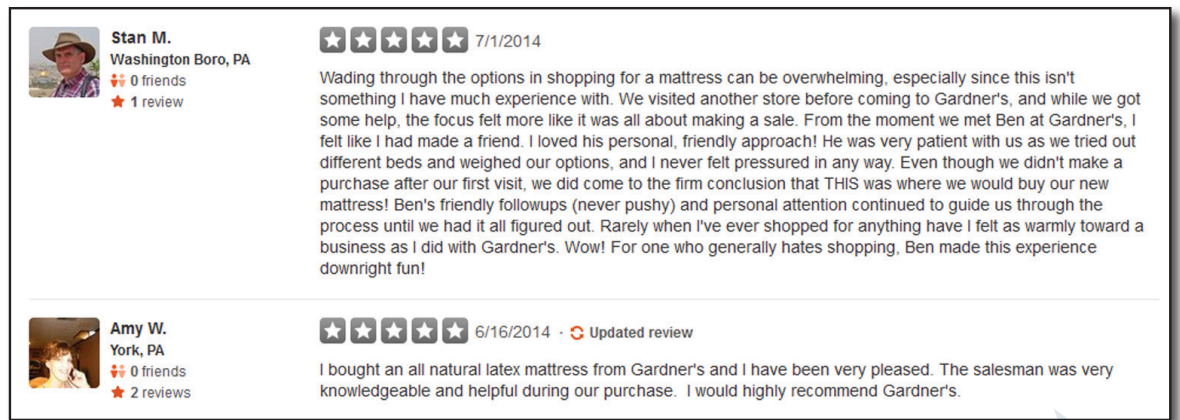 Stan M.
Washington Boro, PA
0 friends
1 review
7/1/2014
Wading through the options in shopping for a mattress can be overwhelming, especially since this isn't
something I have much experience with. We visited another store before coming to Gardner's, and while we got
some help, the focus felt more like it was all about making a sale. From the moment we met Ben at Gardner's, I
felt like I had made a friend. I loved his personal, friendly approach! He was very patient with us as we tried out
different beds and weighed our options, and I never felt pressured in any way. Even though we didn't make a
purchase after our first visit, we did come to the firm conclusion that THIS was where we would buy our new
mattress! Ben's friendly followups (never pushy) and personal attention continued to guide us through the
process until we had it all figured out. Rarely when I've ever shopped for anything have I felt as warmly toward a
business as I did with Gardner's. Wow! For one who generally hates shopping, Ben made this experience
downright fun!
Amy W.
York, PA
0 friends
2 reviews
6/16/2014 · Updated review
I bought an all natural latex mattress from Gardner's and I have been very pleased. The salesman was very
knowledgeable and helpful during our purchase. I would highly recommend Gardner's.